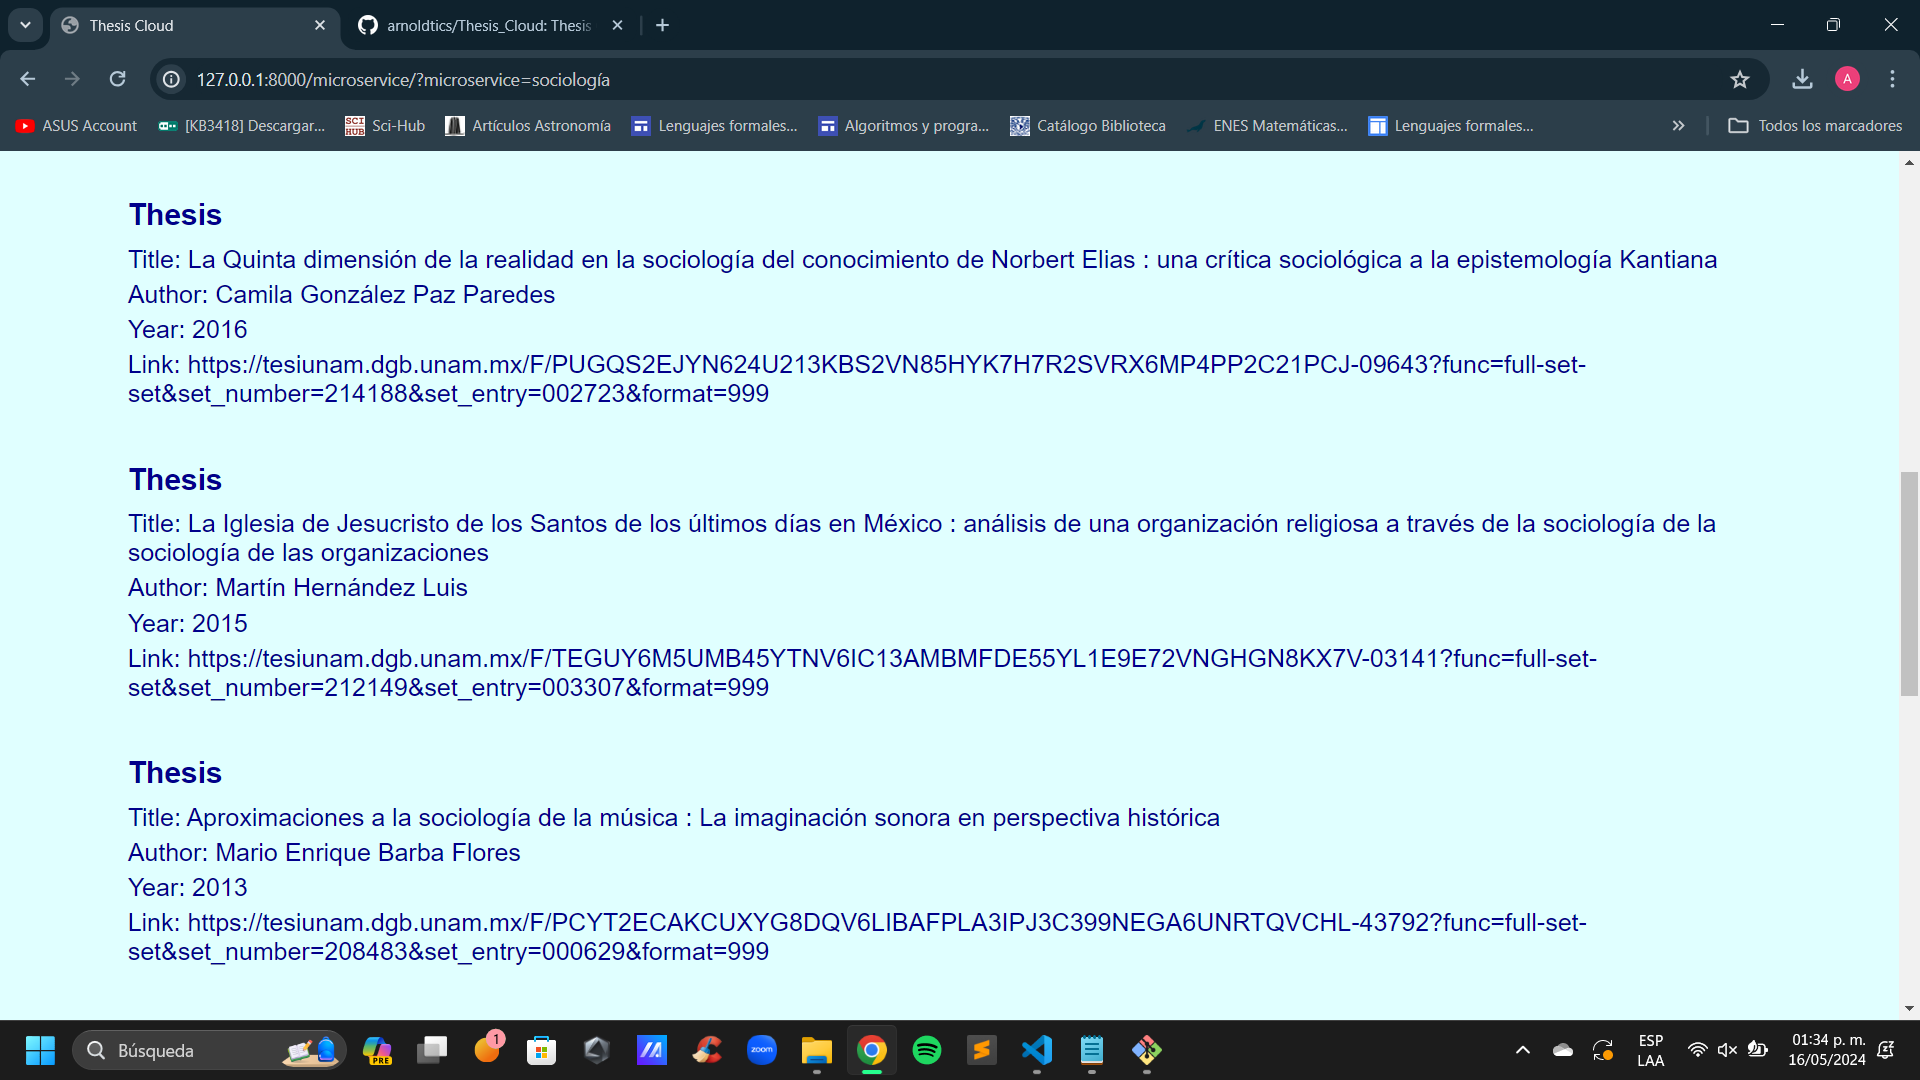 Thesis Cloud
arnoldtics/Thesis_Cloud: Thesis
127.0.0.1:8000/microservice/?microservice=sociología
A
ASUS Account
[KB3418] Descargar...
SCI HUB
Sci-Hub
Artículos Astronomía
Lenguajes formales...
Algoritmos y progra...
Catálogo Biblioteca
ENES Matemáticas...
Lenguajes formales...
Todos los marcadores
Thesis
Title: La Quinta dimensión de la realidad en la sociología del conocimiento de Norbert Elias : una crítica sociológica a la epistemología Kantiana
Author: Camila González Paz Paredes
Year: 2016
Link: https://tesiunam.dgb.unam.mx/F/PUGQS2EJYN624U213KBS2VN85HYK7H7R2SVRX6MP4PP2C21PCJ-09643?func=full-set-
set&set_number=214188&set_entry=002723&format=999
Thesis
Title: La Iglesia de Jesucristo de los Santos de los últimos días en México : análisis de una organización religiosa a través de la sociología de la
sociología de las organizaciones
Author: Martín Hernández Luis
Year: 2015
Link: https://tesiunam.dgb.unam.mx/F/TEGUY6M5UMB45YTNV6IC13AMBMFDE55YL1E9E72VNGHGN8KX7V-03141?func=full-set-
set&set_number=212149&set_entry=003307&format=999
Thesis
Title: Aproximaciones a la sociología de la música : La imaginación sonora en perspectiva histórica
Author: Mario Enrique Barba Flores
Year: 2013
Link: https://tesiunam.dgb.unam.mx/F/PCYT2ECAKCUXYG8DQV6LIBAFPLA3IPJ3C399NEGA6UNRTQVCHL-43792?func=full-set-
set&set_number=208483&set_entry=000629&format=999
Búsqueda
PRE
1
zoom
ESP
LAA
01:34 p. m.
16/05/2024